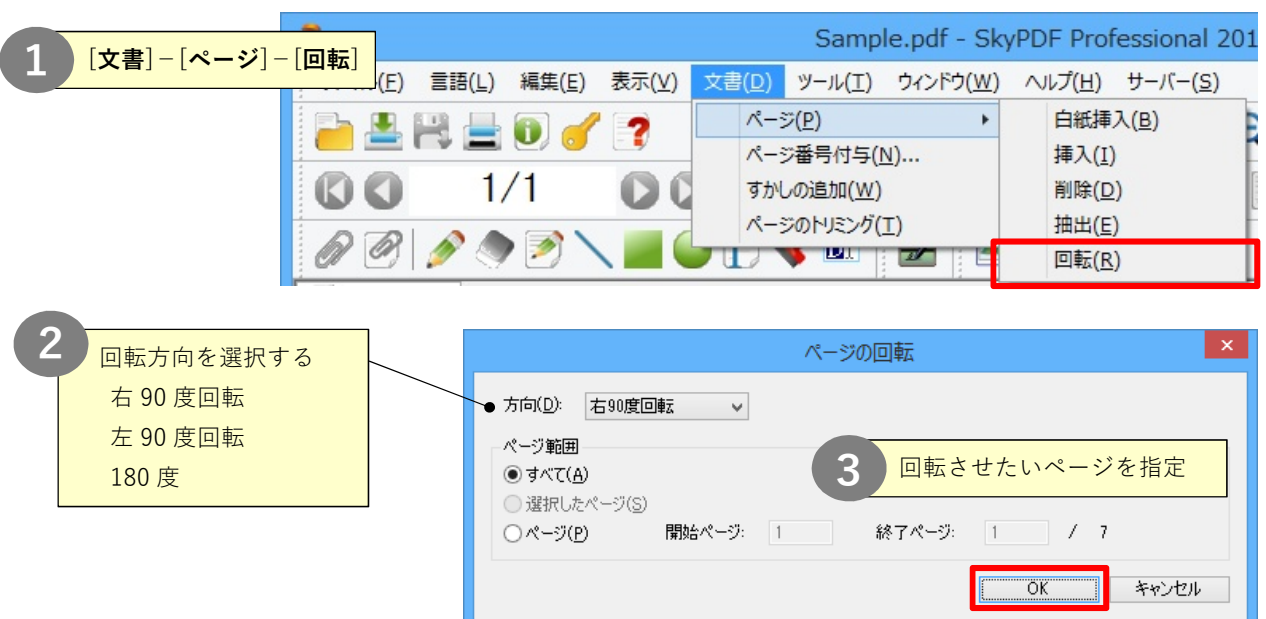 1
[文書]–[ページ]–[回転]
Sample.pdf - SkyPDF Professional 201
(F) 言語(L) 編集(E) 表示(V) 文書(D) ツール(T) ウィンドウ(W) ヘルプ(H) サーバー(S)
ページ(P)
ページ番号付与(N)...
すかしの追加(W)
ページのトリミング(T)
白紙挿入(B)
挿入(I)
削除(D)
抽出(E)
回転(R)
1/1
2
回転方向を選択する
右 90 度回転
左 90 度回転
180 度
ページの回転
方向(D): 右90度回転
ページ範囲
すべて(A)
選択したページ(S)
ページ(P) 開始ページ: 1 終了ページ: 1 / 7
3
回転させたいページを指定
OK キャンセル